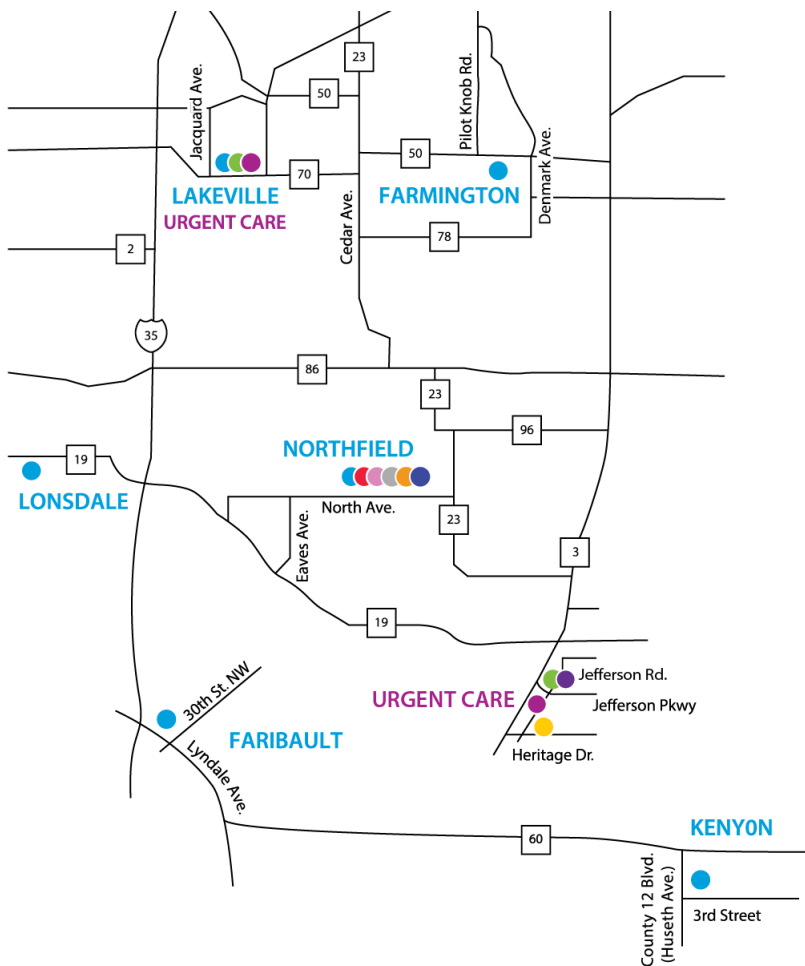 23
Jacquard Ave.
Pilot Knob Rd.
50
50
Denmark Ave.
70
LAKEVILLE
URGENT CARE
FARMINGTON
Cedar Ave.
78
2
35
86
23
96
NORTHFIELD
19
LONSDALE
North Ave.
Eaves Ave.
23
3
19
30th St. NW
URGENT CARE
Jefferson Rd.
Jefferson Pkwy
FARIBAULT
Lyndale Ave.
Heritage Dr.
60
KENY0N
County 12 Blvd.
(Huseth Ave.)
3rd Street